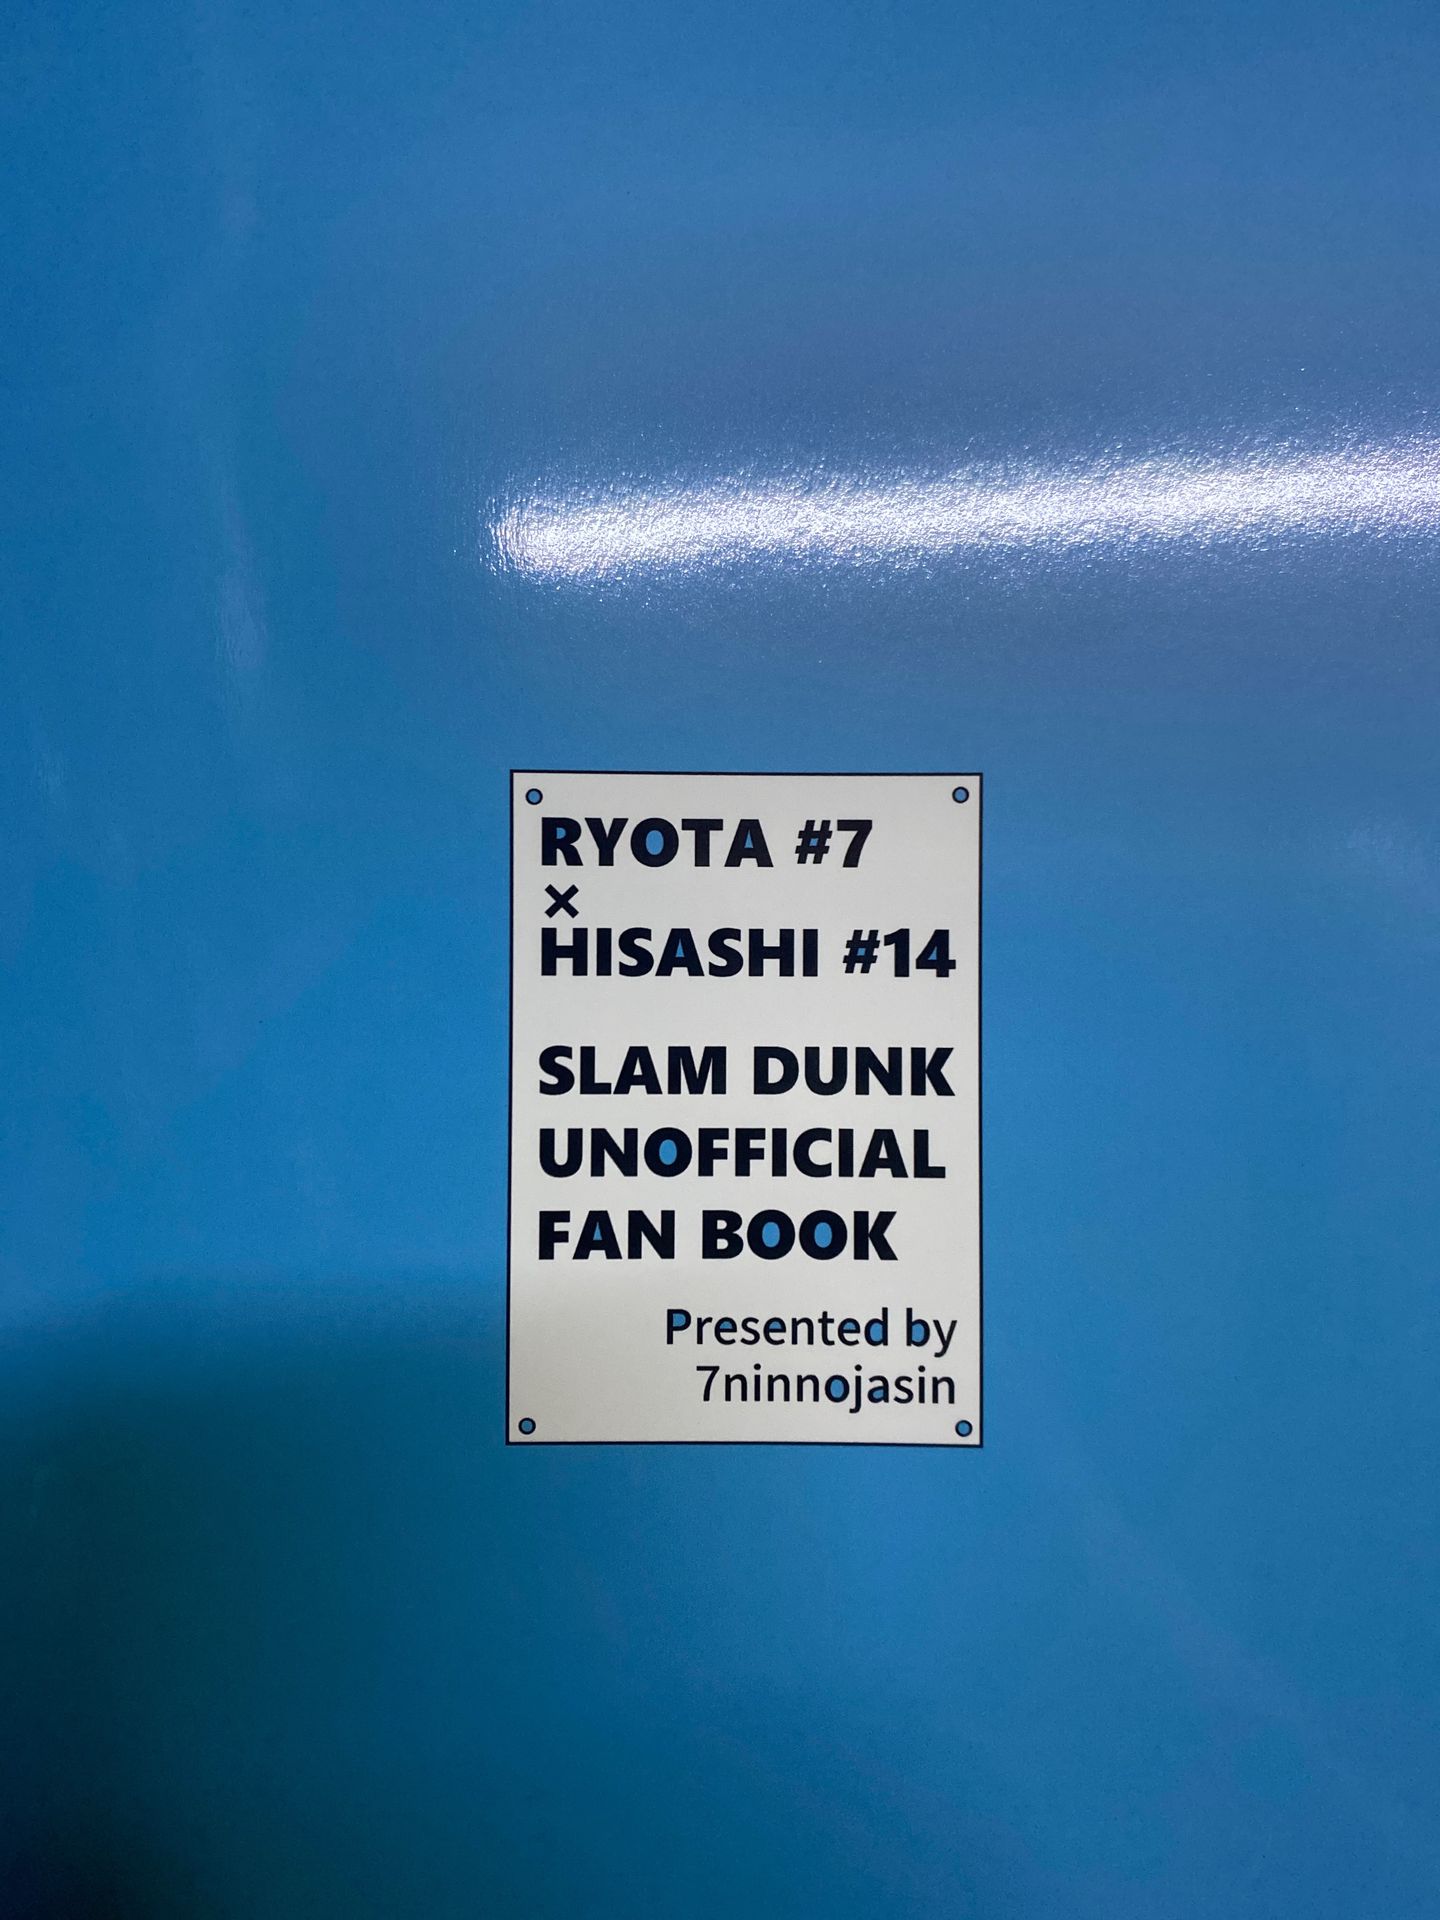 RYOTA #7
×
HISASHI #14
SLAM DUNK
UNOFFICIAL
FAN BOOK
Presented by
7ninnojasin